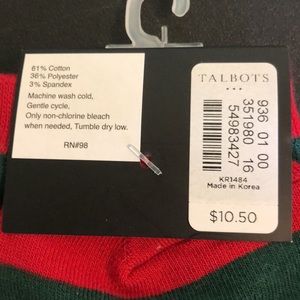 61% Cotton
36% Polyester
3% Spandex
Machine wash cold,
Gentle cycle,
Only non-chlorine bleach
when needed, Tumble dry low.
RN#98
TALBOTS
936 01 00
351980 16
54983427
KR1484
Made in Korea
$10.50